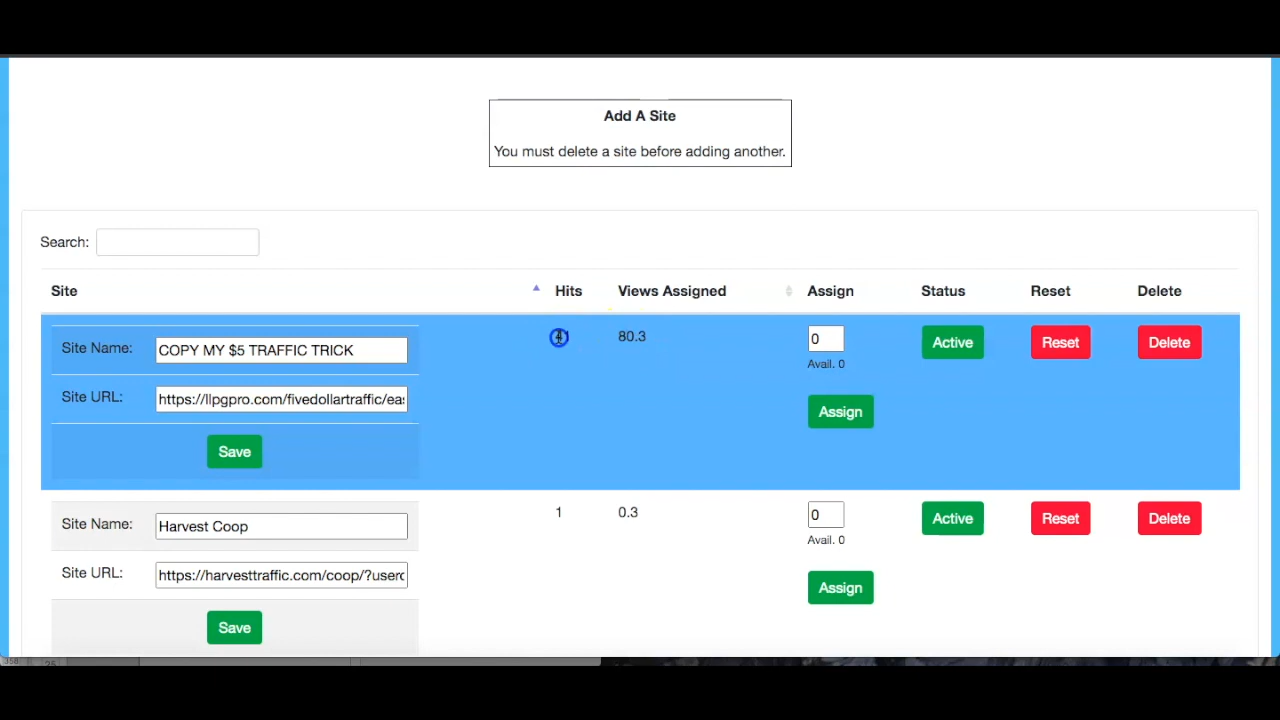 Add A Site
You must delete a site before adding another.
Search:
Site Hits Views Assigned Assign Status Reset Delete
Site Name: COPY MY $5 TRAFFIC TRICK 80.3 0 Active Reset Delete
Avail. 0
Site URL: https://llpgpro.com/fivedollartraffic/eas
Assign
Save
Site Name: Harvest Coop 1 0.3 0 Active Reset Delete
Avail. 0
Site URL: https://harvesttraffic.com/coop/?userc
Assign
Save